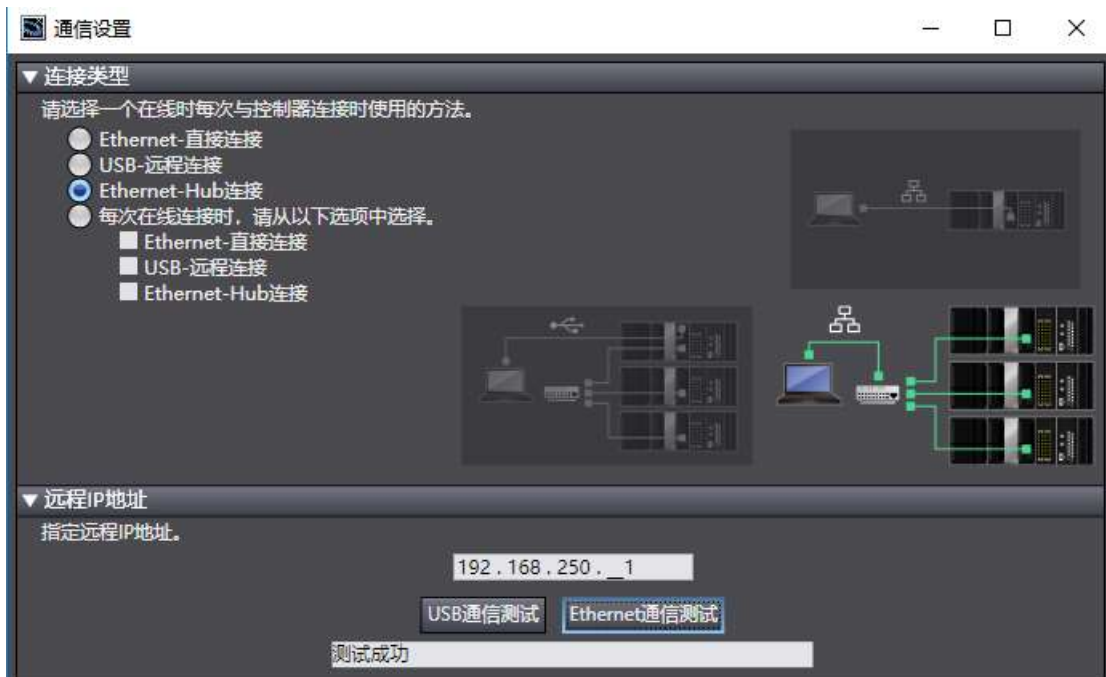 通信设置
▼ 连接类型
请选择一个在线时每次与控制器连接时使用的方法。
Ethernet-直接连接
USB-远程连接
Ethernet-Hub连接
每次在线连接时，请从以下选项中选择。
Ethernet-直接连接
USB-远程连接
Ethernet-Hub连接
▼ 远程IP地址
指定远程IP地址。
192.168.250.__1
USB通信测试 Ethernet通信测试
测试成功